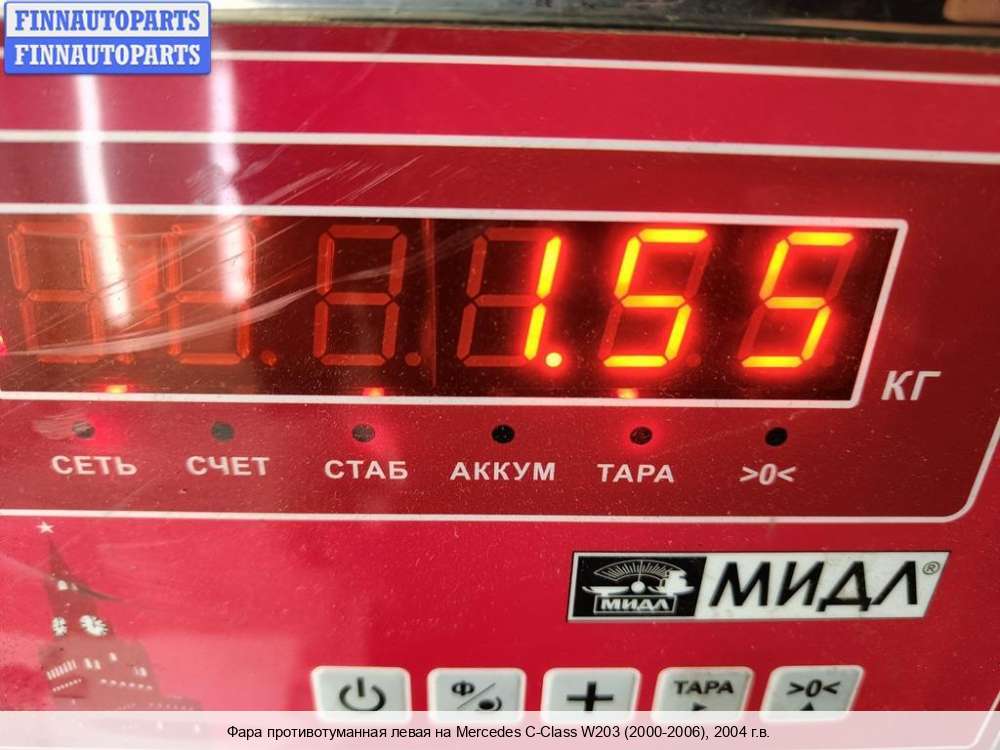 FINNAUTOPARTS
FINNAUTOPARTS
1.55
КГ
СЕТЬ СЧЕТ СТАБ АККУМ ТАРА >0<
МИДЛ МИДЛ®
Ф + ТАРА >0<
Фара противотуманная левая на Mercedes C-Class W203 (2000-2006), 2004 г.в.